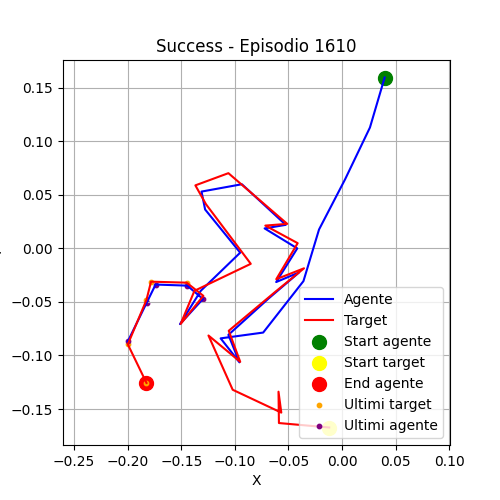 Success - Episodio 1610
0.15
0.10
0.05
0.00
−0.05
−0.10
−0.15
Agente
Target
Start agente
Start target
End agente
Ultimi target
Ultimi agente
−0.25 −0.20 −0.15 −0.10 −0.05 0.00 0.05 0.10
X